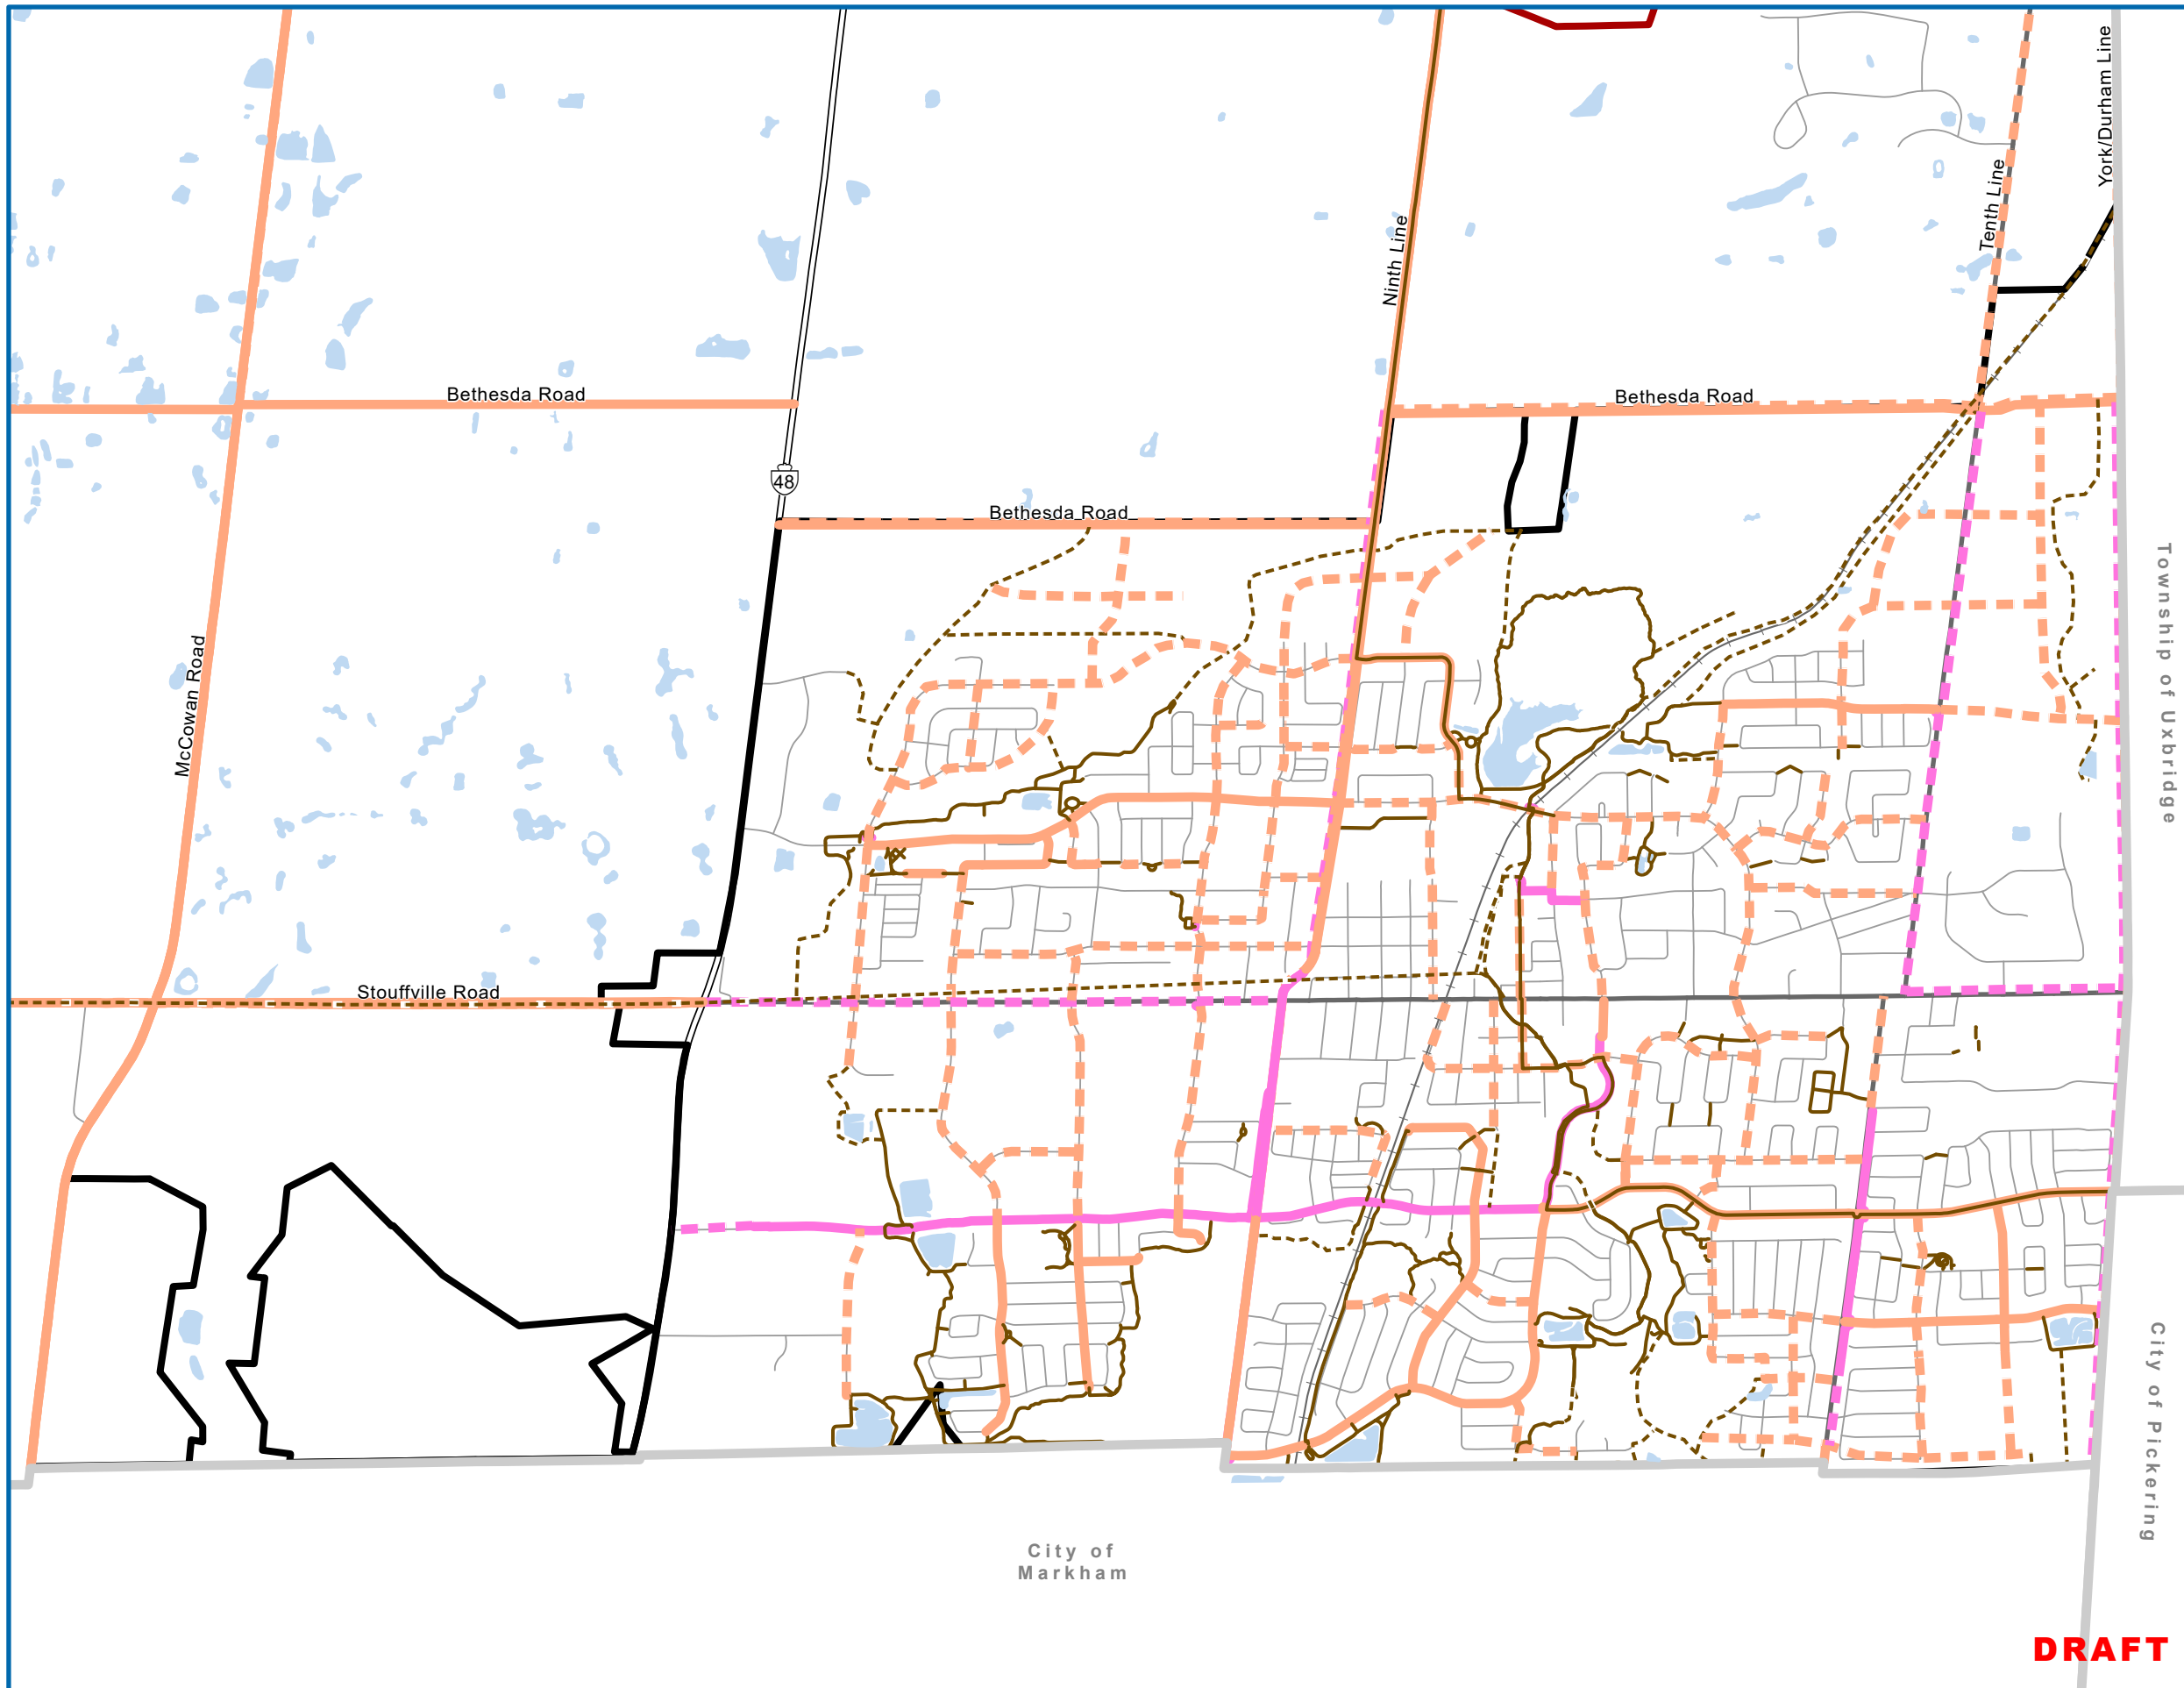 York/Durham Line
Tenth Line
Ninth Line
Bethesda Road
Bethesda Road
48
Bethesda Road
Township of Uxbridge
McCowan Road
Stouffville Road
City of Pickering
City of
Markham
DRAFT